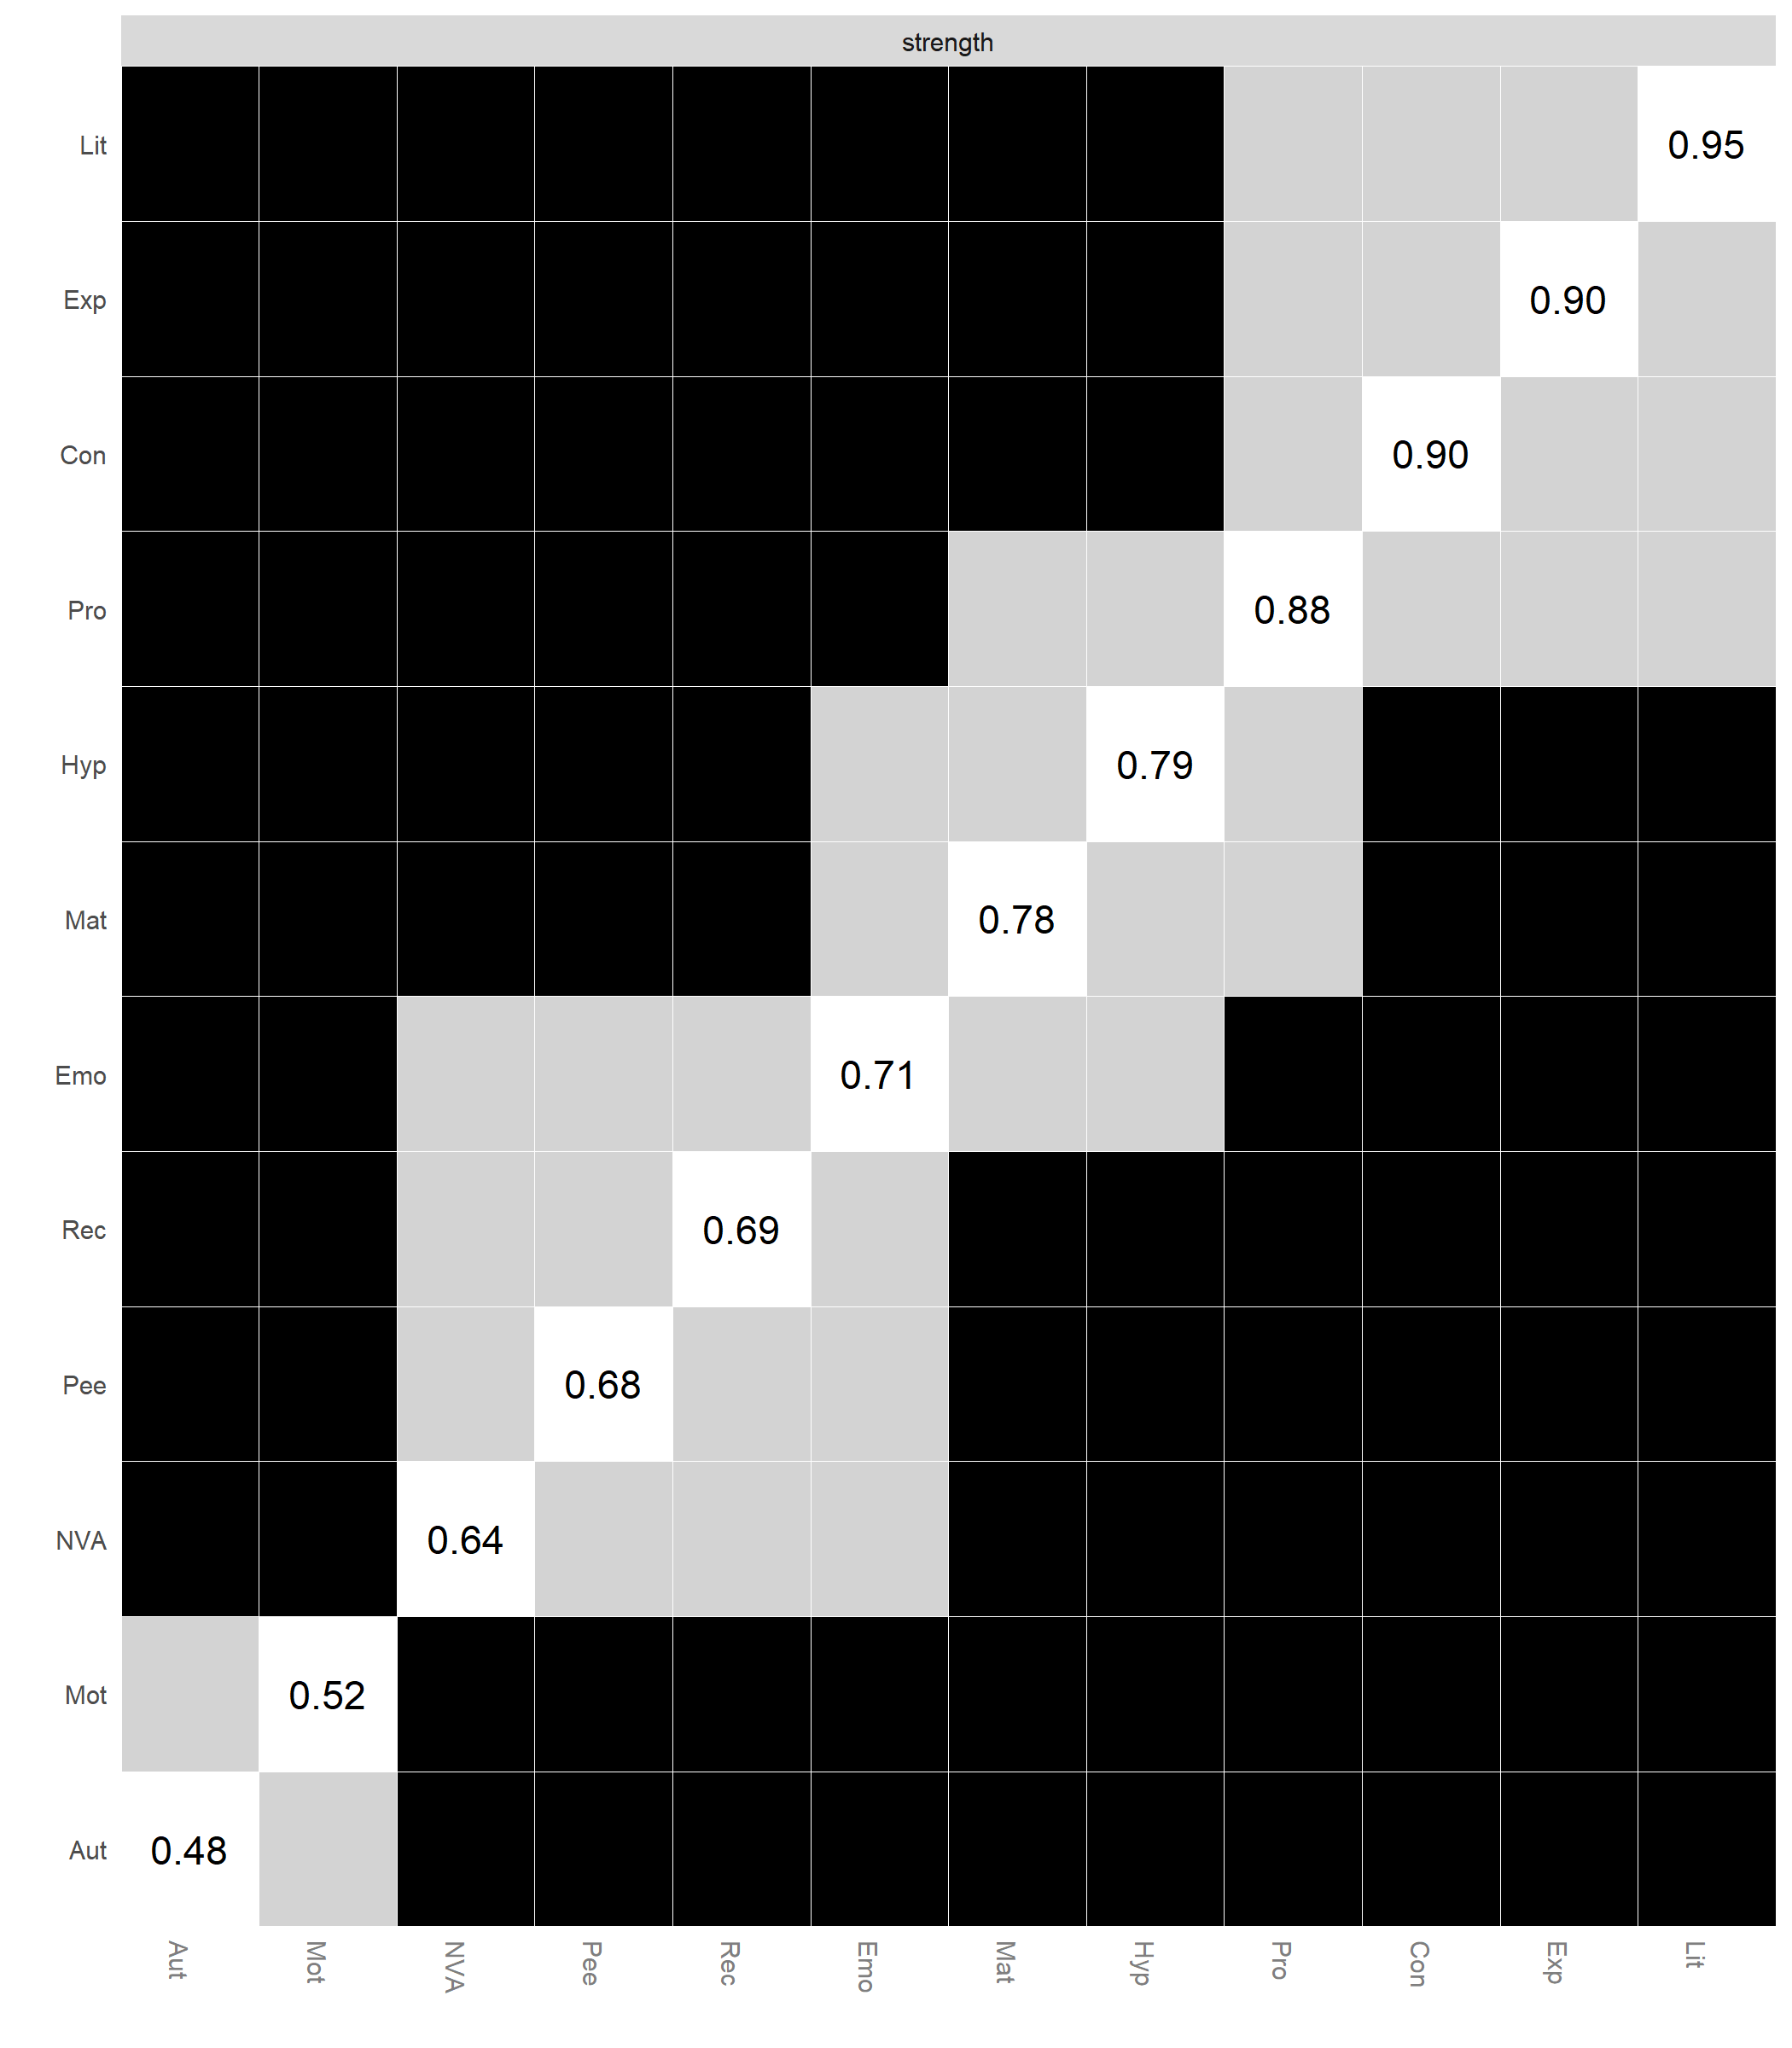 strength
Lit 0.95
Exp 0.90
Con 0.90
Pro 0.88
Hyp 0.79
Mat 0.78
Emo 0.71
Rec 0.69
Pee 0.68
NVA 0.64
Mot 0.52
Aut 0.48
Aut Mot NVA Pee Rec Emo Mat Hyp Pro Con Exp Lit